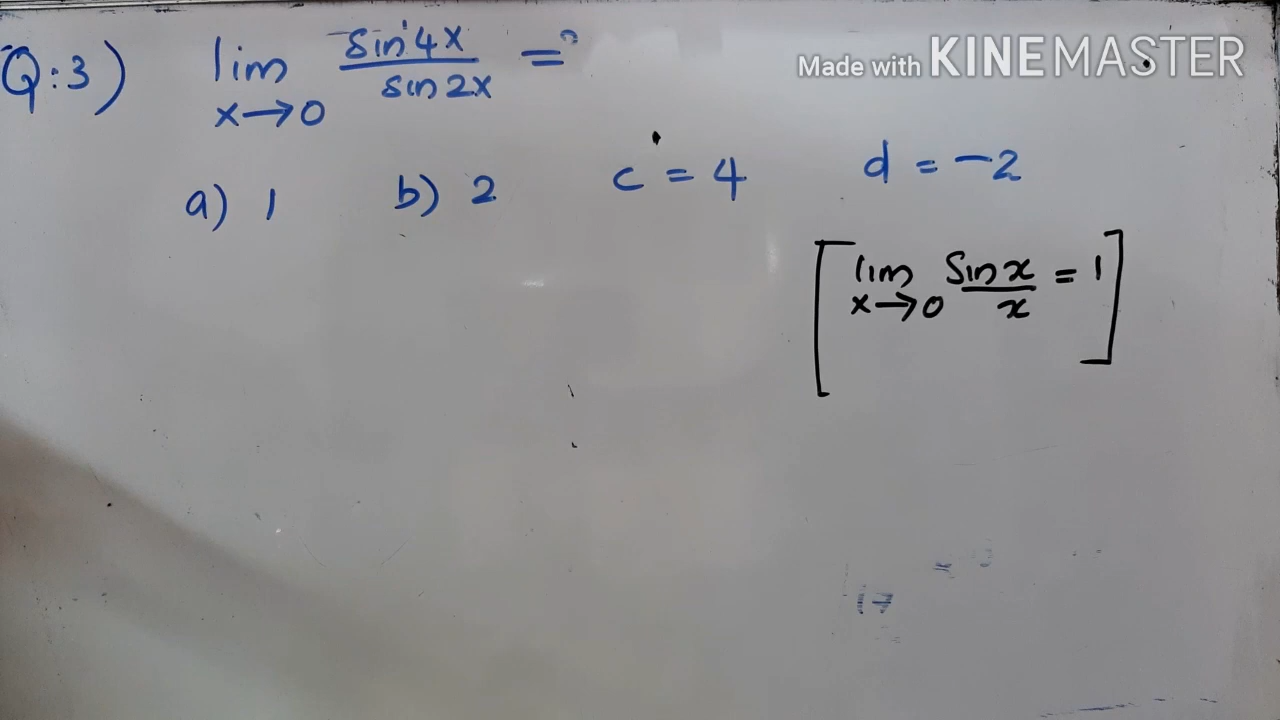 Q:3) lim x→0 sin4x / sin2x = ?
Made with KINEMASTER
a) 1 b) 2 c = 4 d = -2
[ lim x→0 Sinx / x = 1 ]